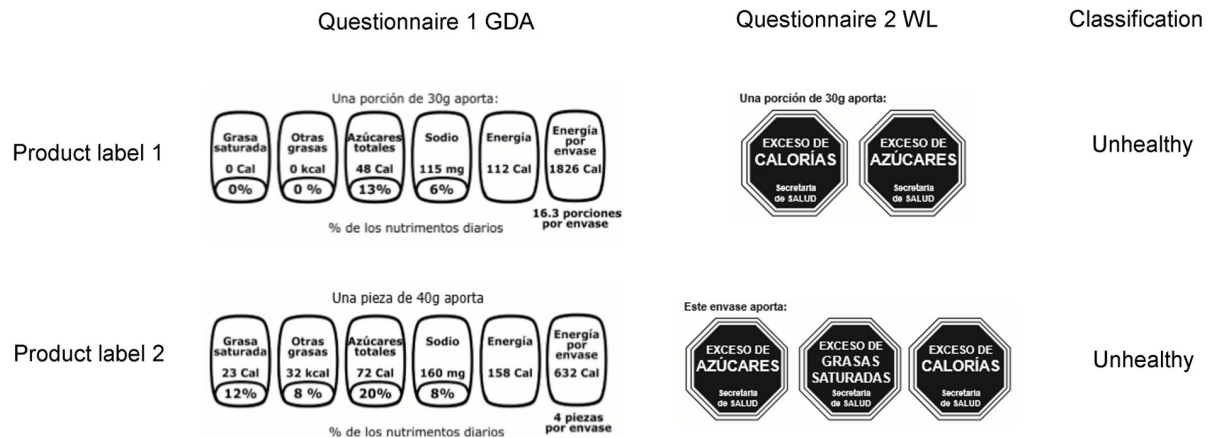 Questionnaire 1 GDA
Questionnaire 2 WL
Classification
Product label 1
Una porción de 30g aporta:
Grasa
saturada
0 Cal
0%
Otras
grasas
0 kcal
0 %
Azúcares
totales
48 Cal
13%
Sodio
115 mg
6%
Energía
112 Cal
Energía
por
envase
1826 Cal
16.3 porciones
por envase
% de los nutrimentos diarios
Una porción de 30g aporta:
EXCESO DE
CALORÍAS
Secretaria
de SALUD
EXCESO DE
AZÚCARES
Secretaria
de SALUD
Unhealthy
Product label 2
Una pieza de 40g aporta
Grasa
saturada
23 Cal
12%
Otras
grasas
32 kcal
8 %
Azúcares
totales
72 Cal
20%
Sodio
160 mg
8%
Energía
158 Cal
Energía
por
envase
632 Cal
4 piezas
por envase
% de los nutrimentos diarios
Este envase aporta:
EXCESO DE
AZÚCARES
Secretaria
de SALUD
EXCESO DE
GRASAS
SATURADAS
Secretaria
de SALUD
EXCESO DE
CALORÍAS
Secretaria
de SALUD
Unhealthy